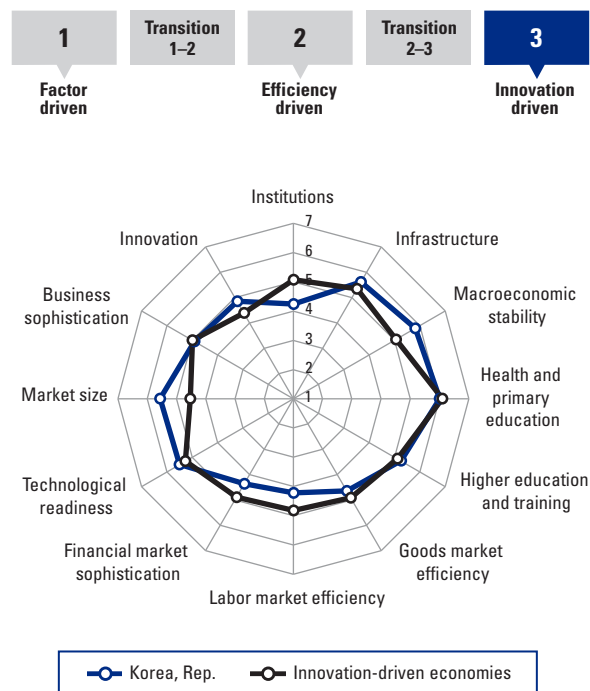 1
Transition
1–2
2
Transition
2–3
3
Factor
driven
Efficiency
driven
Innovation
driven
Institutions
7
Innovation
Infrastructure
6
5
Business
sophistication
Macroeconomic
stability
4
3
2
Market size
1
Health and
primary
education
Technological
readiness
Higher education
and training
Financial market
sophistication
Goods market
efficiency
Labor market efficiency
Korea, Rep.
Innovation-driven economies